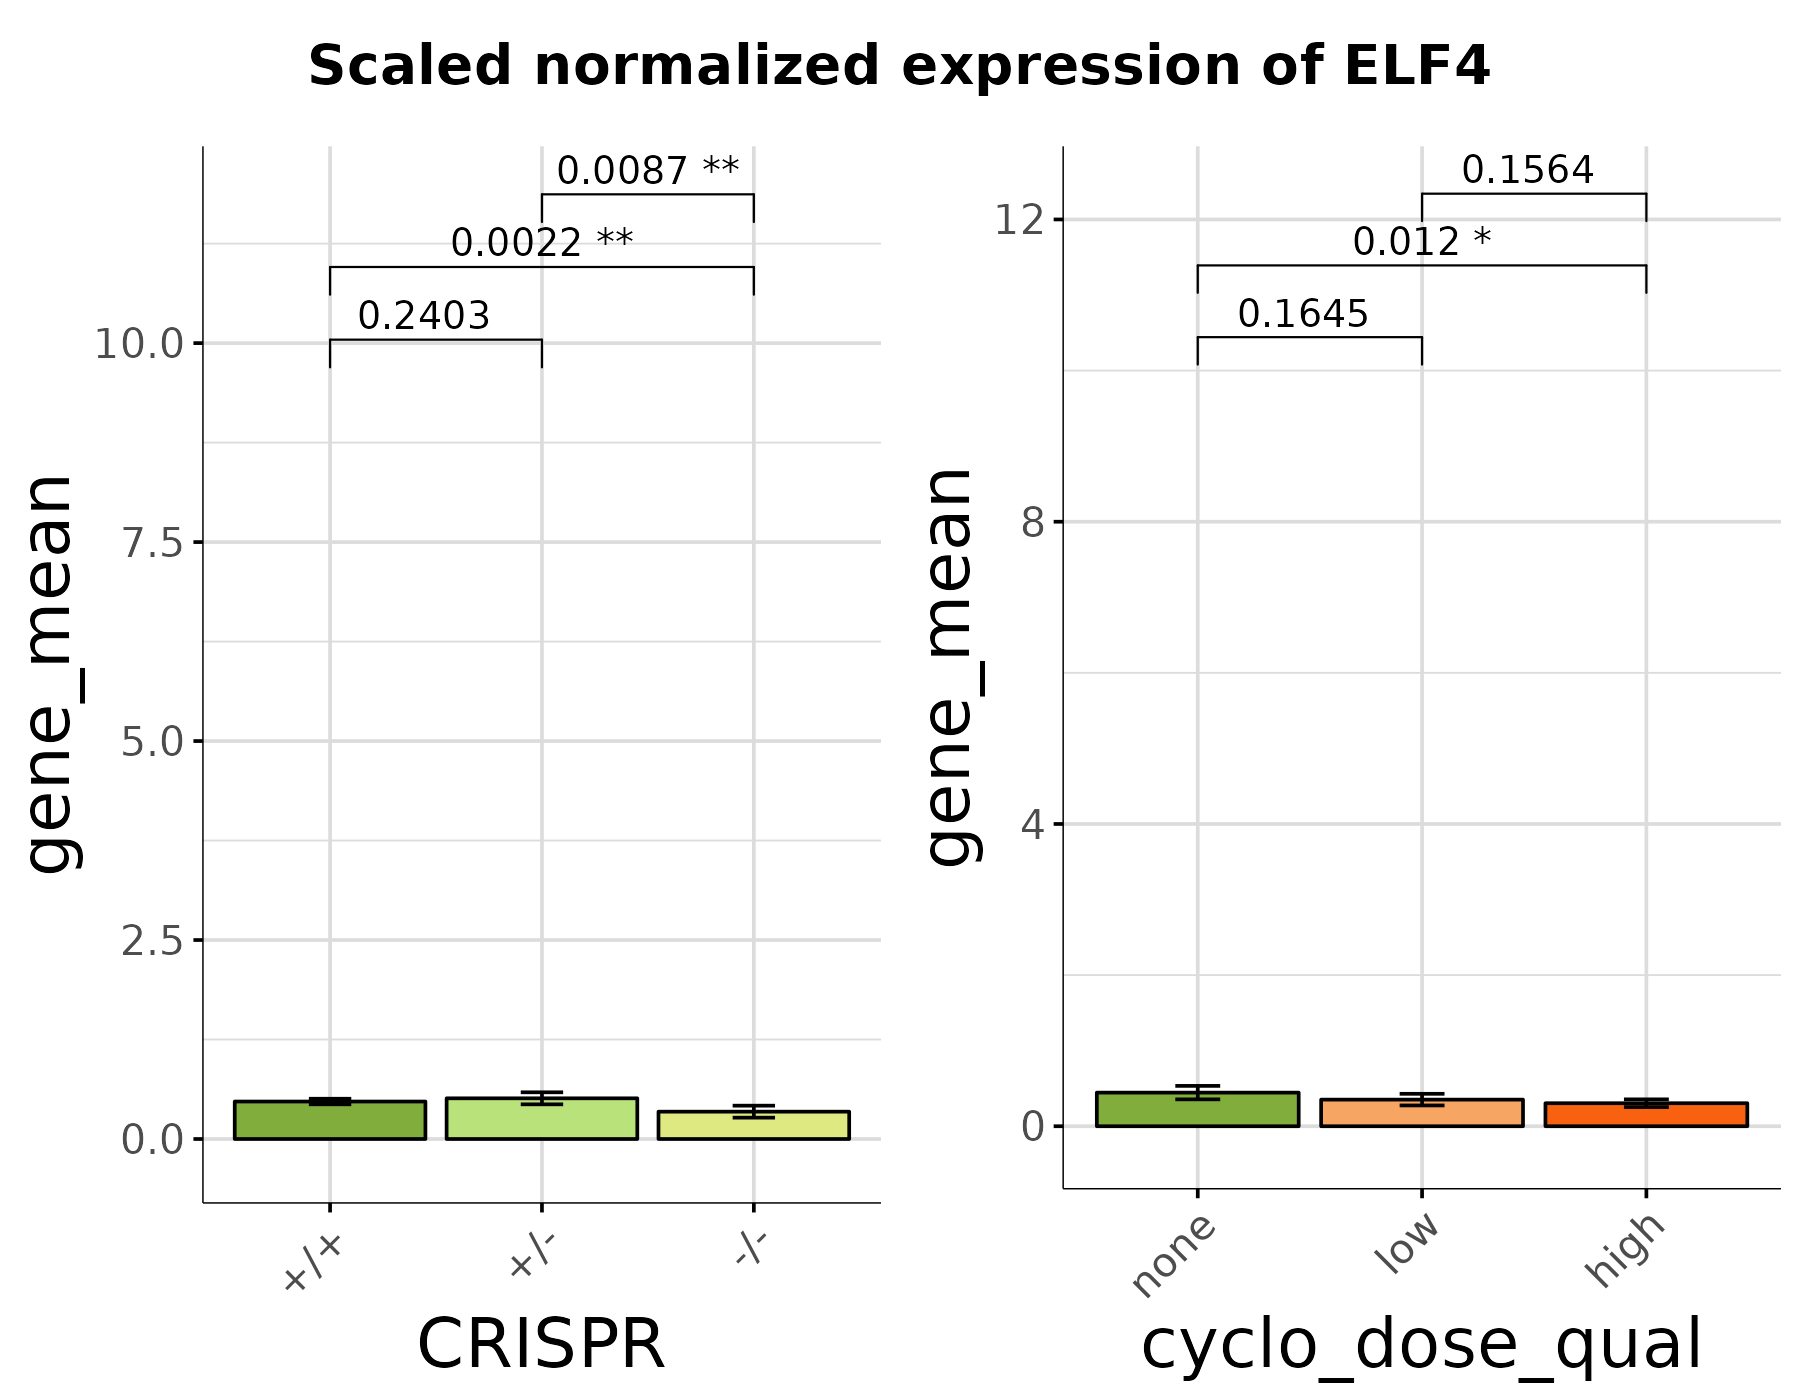 Scaled normalized expression of ELF4
gene_mean
10.0
7.5
5.0
2.5
0.0
0.0087 **
0.0022 **
0.2403
+/+
+/-
-/-
CRISPR
gene_mean
12
8
4
0
0.1564
0.012 *
0.1645
none
low
high
cyclo_dose_qual